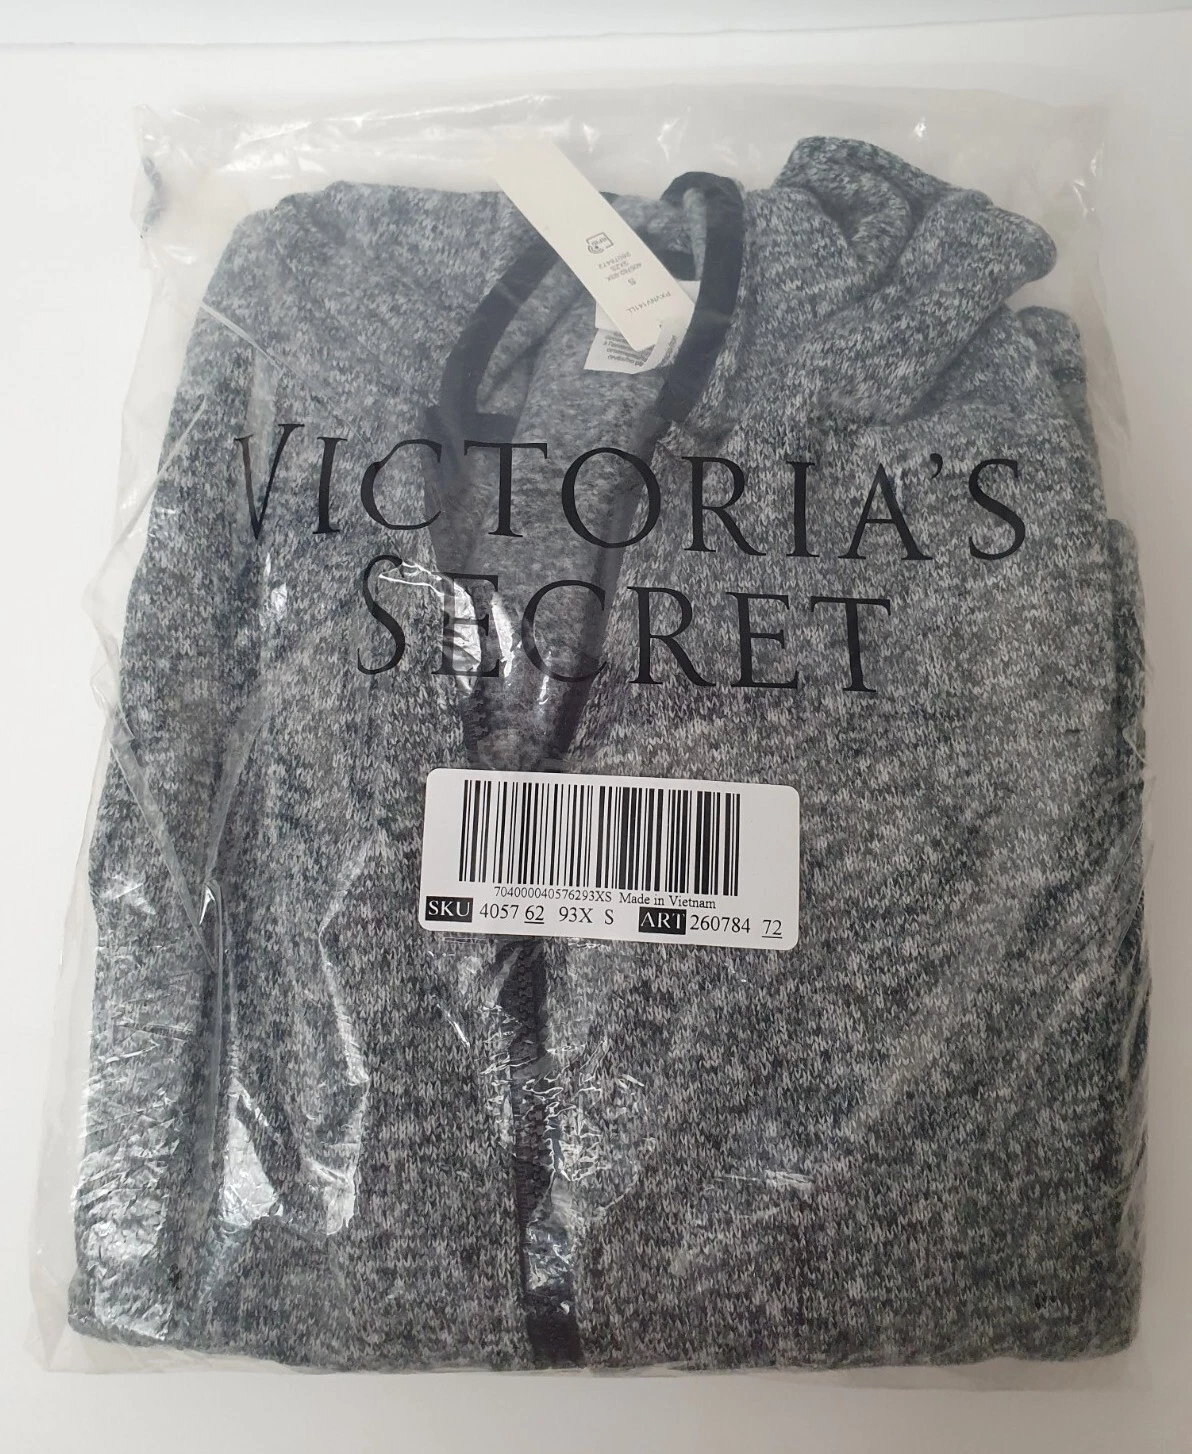 VICTORIA'S
SECRET
704000040576293XS Made in Vietnam
SKU 4057 62 93X S ART 260784 72
S